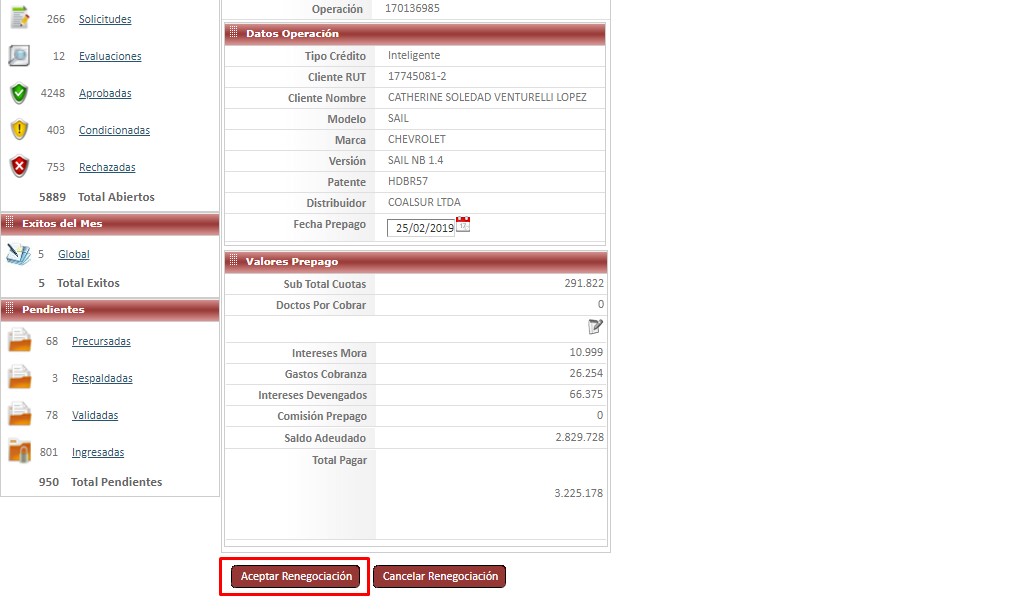 266 Solicitudes
12 Evaluaciones
4248 Aprobadas
403 Condicionadas
753 Rechazadas
5889 Total Abiertos
Exitos del Mes
5 Global
5 Total Exitos
Pendientes
68 Precursadas
3 Respaldadas
78 Validadas
801 Ingresadas
950 Total Pendientes
Operación 170136985
Datos Operación
Tipo Crédito Inteligente
Cliente RUT 17745081-2
Cliente Nombre CATHERINE SOLEDAD VENTURELLI LOPEZ
Modelo SAIL
Marca CHEVROLET
Versión SAIL NB 1.4
Patente HDBR57
Distribuidor COALSUR LTDA
Fecha Prepago 25/02/2019
Valores Prepago
Sub Total Cuotas 291.822
Doctos Por Cobrar 0
Intereses Mora 10.999
Gastos Cobranza 26.254
Intereses Devengados 66.375
Comisión Prepago 0
Saldo Adeudado 2.829.728
Total Pagar
3.225.178
Aceptar Renegociación Cancelar Renegociación